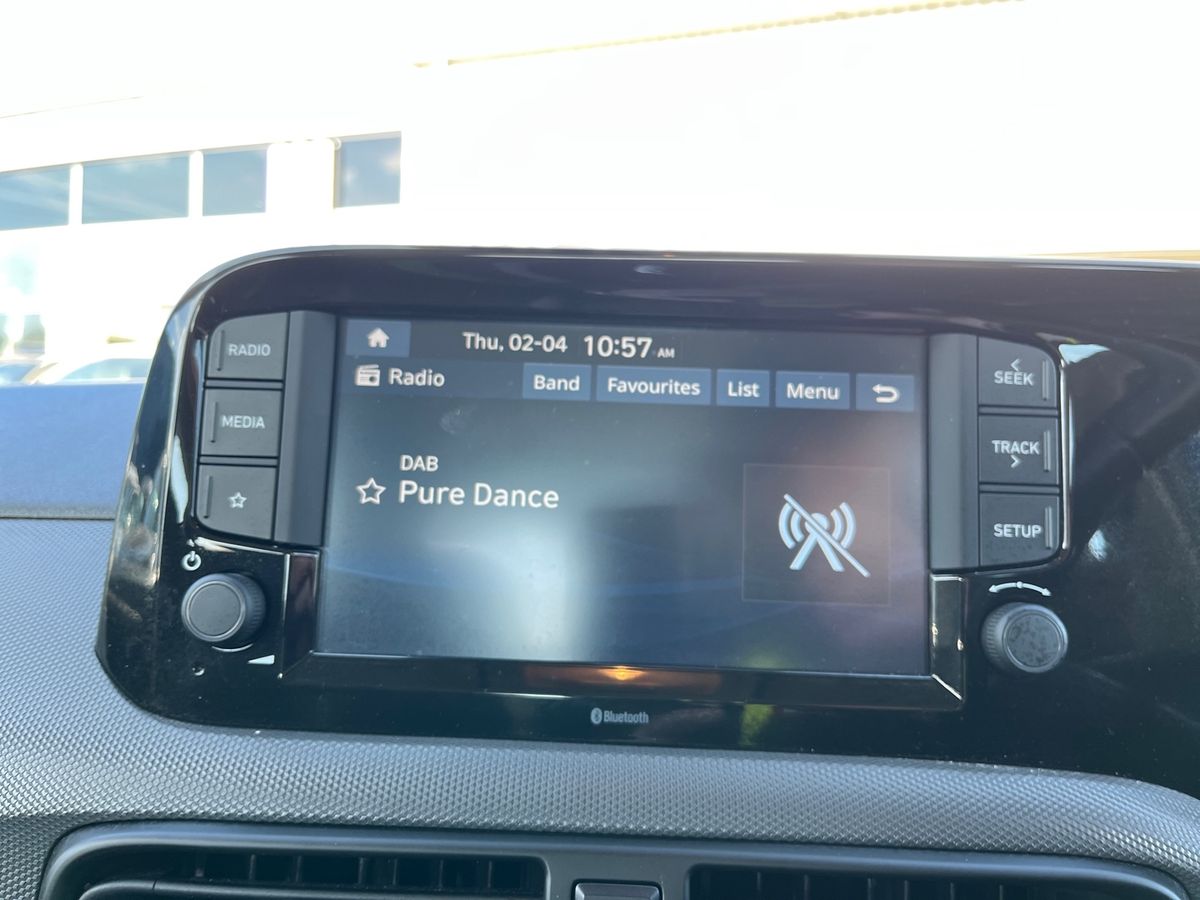 Thu, 02-04 10:57 AM
Radio Band Favourites List Menu
DAB
Pure Dance
RADIO
MEDIA
SEEK
TRACK
SETUP
Bluetooth